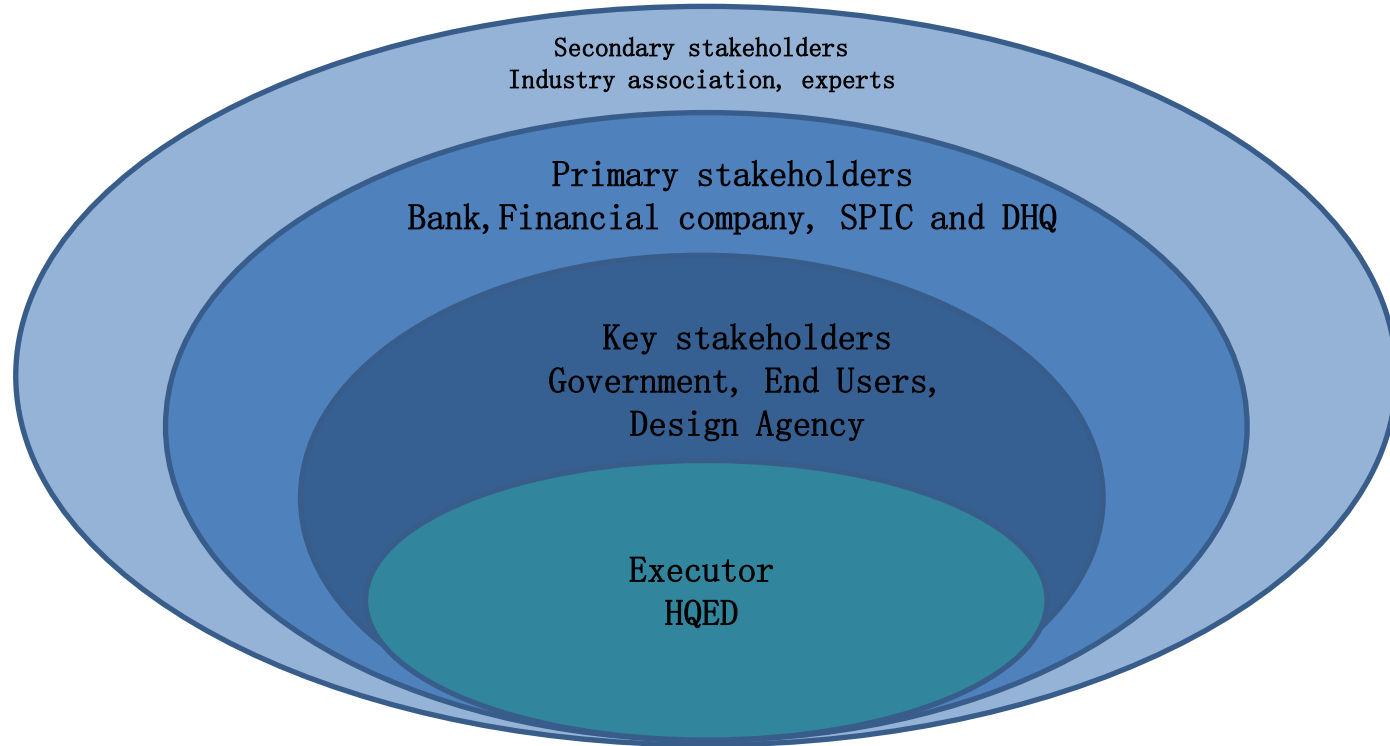 Secondary stakeholders
Industry association, experts
Primary stakeholders
Bank,Financial company, SPIC and DHQ
Key stakeholders
Government, End Users,
Design Agency
Executor
HQED